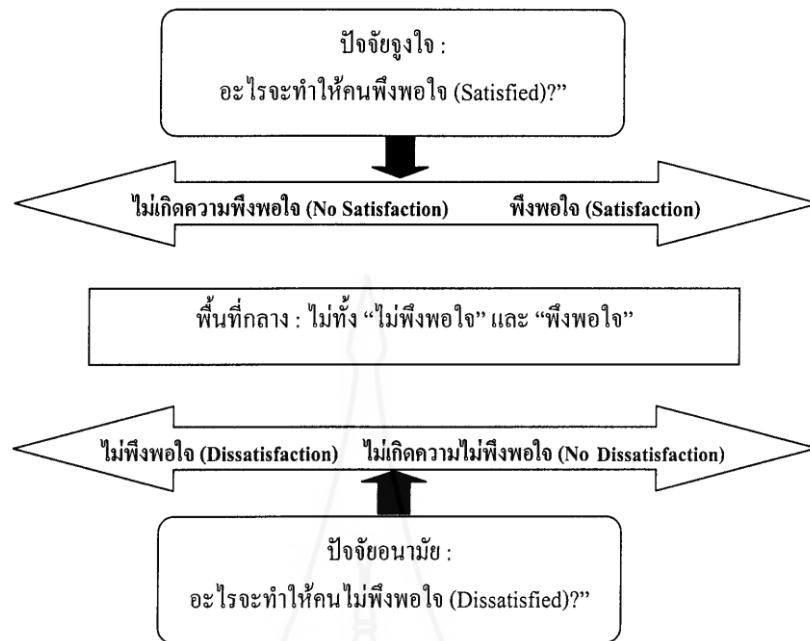 ปัจจัยจูงใจ :
อะไรจะทำให้คนพึงพอใจ (Satisfied)?”
ไม่เกิดความพึงพอใจ (No Satisfaction) พึงพอใจ (Satisfaction)
พื้นที่กลาง : ไม่ทั้ง “ไม่พึงพอใจ” และ “พึงพอใจ”
ไม่พึงพอใจ (Dissatisfaction) ไม่เกิดความไม่พึงพอใจ (No Dissatisfaction)
ปัจจัยอนามัย :
อะไรจะทำให้คนไม่พึงพอใจ (Dissatisfied)?”